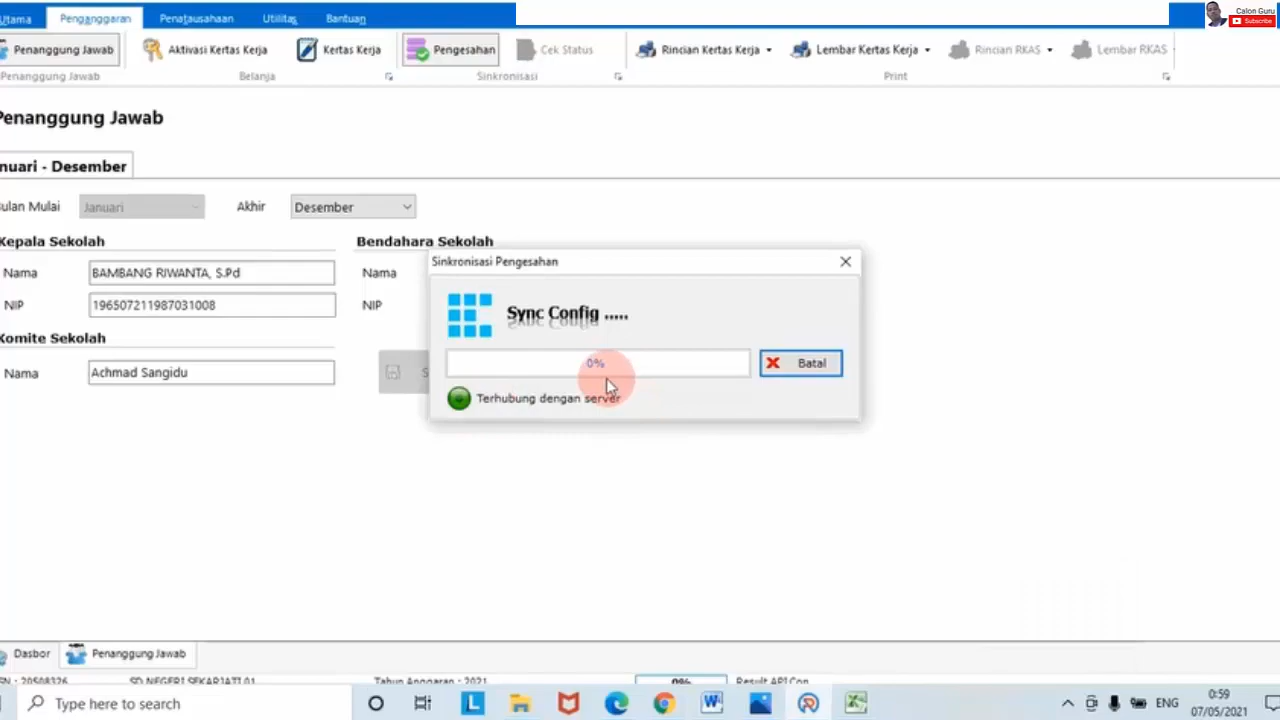 Utama Penganggaran Penatausahaan Utilitas Bantuan
Calon Guru
Subscribe
Penanggung Jawab Aktivasi Kertas Kerja Kertas Kerja Pengesahan Cek Status Rincian Kertas Kerja Lembar Kertas Kerja Rincian RKAS Lembar RKAS
Penanggung Jawab Belanja Sinkronisasi Print
Penanggung Jawab
nuari - Desember
Bulan Mulai Januari Akhir Desember
Kepala Sekolah Bendahara Sekolah
Nama BAMBANG RIWANTA, S.Pd Nama
NIP 196507211987031008 NIP
Komite Sekolah
Nama Achmad Sangidu S
Sinkronisasi Pengesahan
Sync Config .....
0% Batal
Terhubung dengan server
Dasbor Penanggung Jawab
SN : 20508326 SD NEGERI SEKARJATI 01 Tahun Anggaran : 2021 0% Result API Con
Type here to search ENG 0:59
07/05/2021